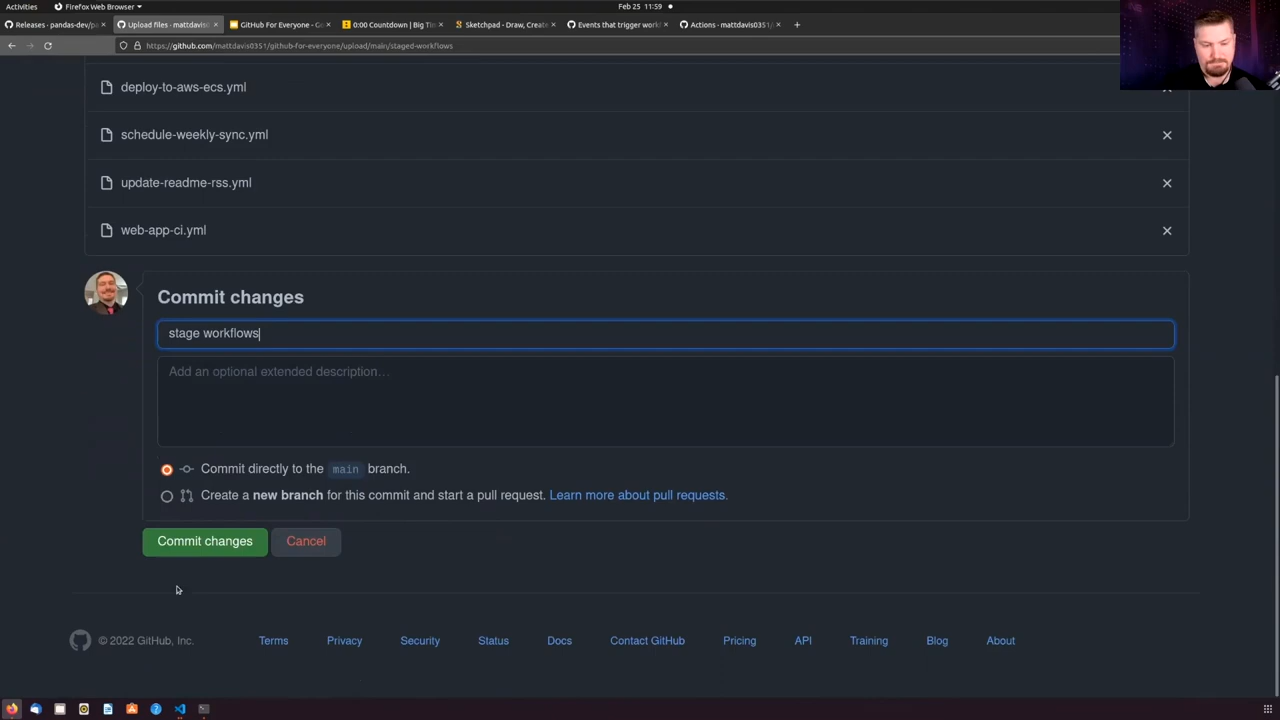 Activities
Firefox Web Browser
Feb 25 11:59
Releases - pandas-dev/pa
Upload files - mattdaviso
GitHub For Everyone - Go
0:00 Countdown | Big Tim
Sketchpad - Draw, Create
Events that trigger work
Actions - mattdavis0351/g
https://github.com/mattdavis0351/github-for-everyone/upload/main/staged-workflows
deploy-to-aws-ecs.yml
schedule-weekly-sync.yml
update-readme-rss.yml
web-app-ci.yml
Commit changes
stage workflows
Add an optional extended description…
Commit directly to the main branch.
Create a new branch for this commit and start a pull request. Learn more about pull requests.
Commit changes
Cancel
© 2022 GitHub, Inc.
Terms
Privacy
Security
Status
Docs
Contact GitHub
Pricing
API
Training
Blog
About